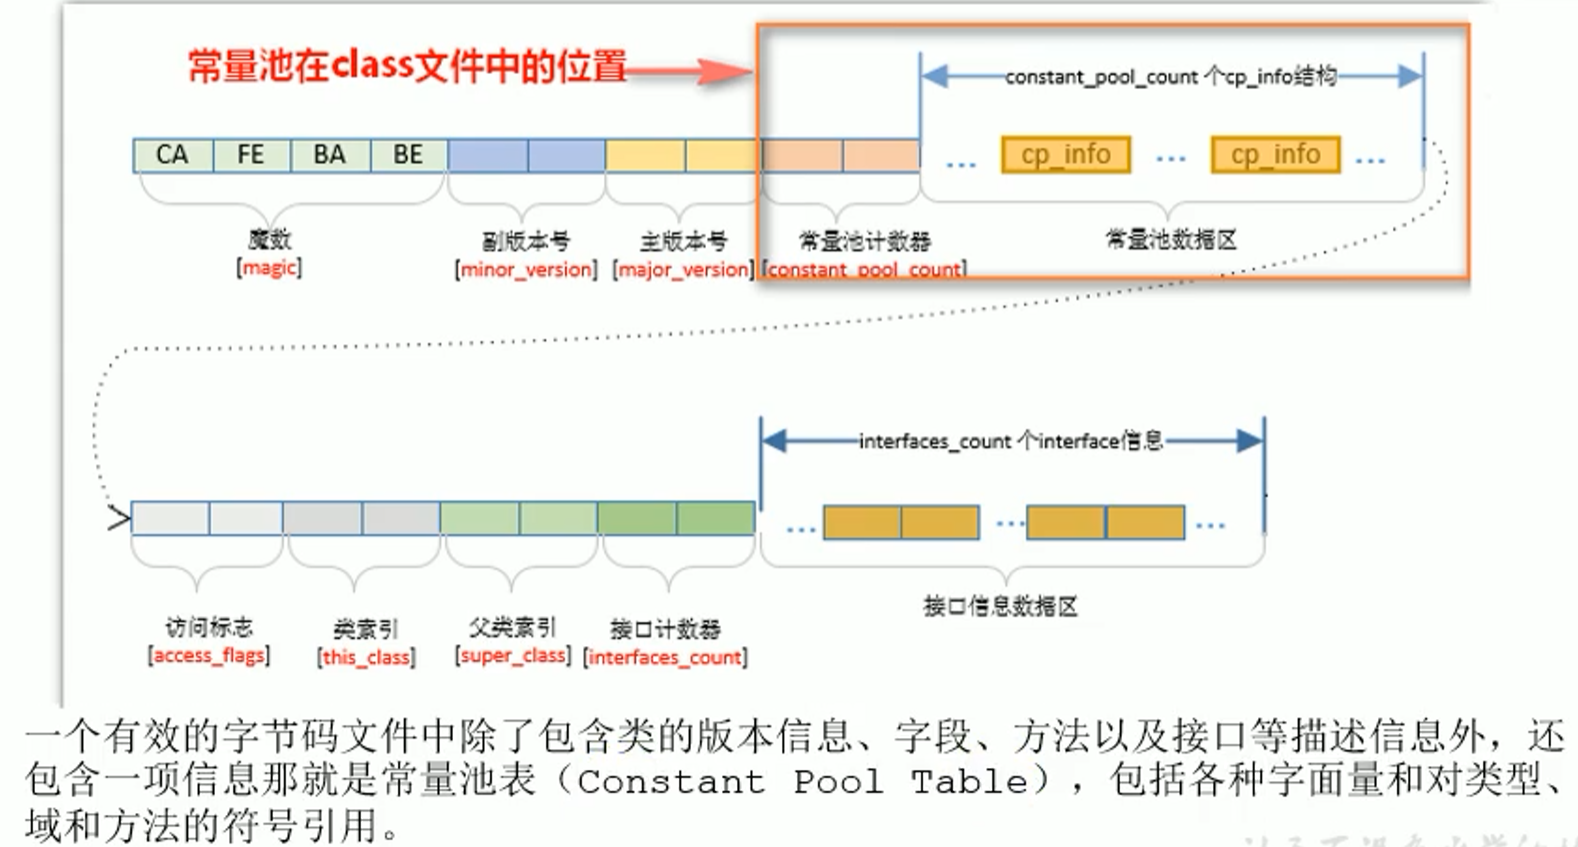 常量池在class文件中的位置
constant_pool_count 个cp_info结构
CA FE BA BE ... cp_info ... cp_info ...
魔数 副版本号 主版本号 常量池计数器 常量池数据区
[magic] [minor_version] [major_version] [constant_pool_count]
interfaces_count 个interface信息
... ... ...
接口信息数据区
访问标志 类索引 父类索引 接口计数器
[access_flags] [this_class] [super_class] [interfaces_count]
一个有效的字节码文件中除了包含类的版本信息、字段、方法以及接口等描述信息外，还
包含一项信息那就是常量池表（Constant Pool Table），包括各种字面量和对类型、
域和方法的符号引用。